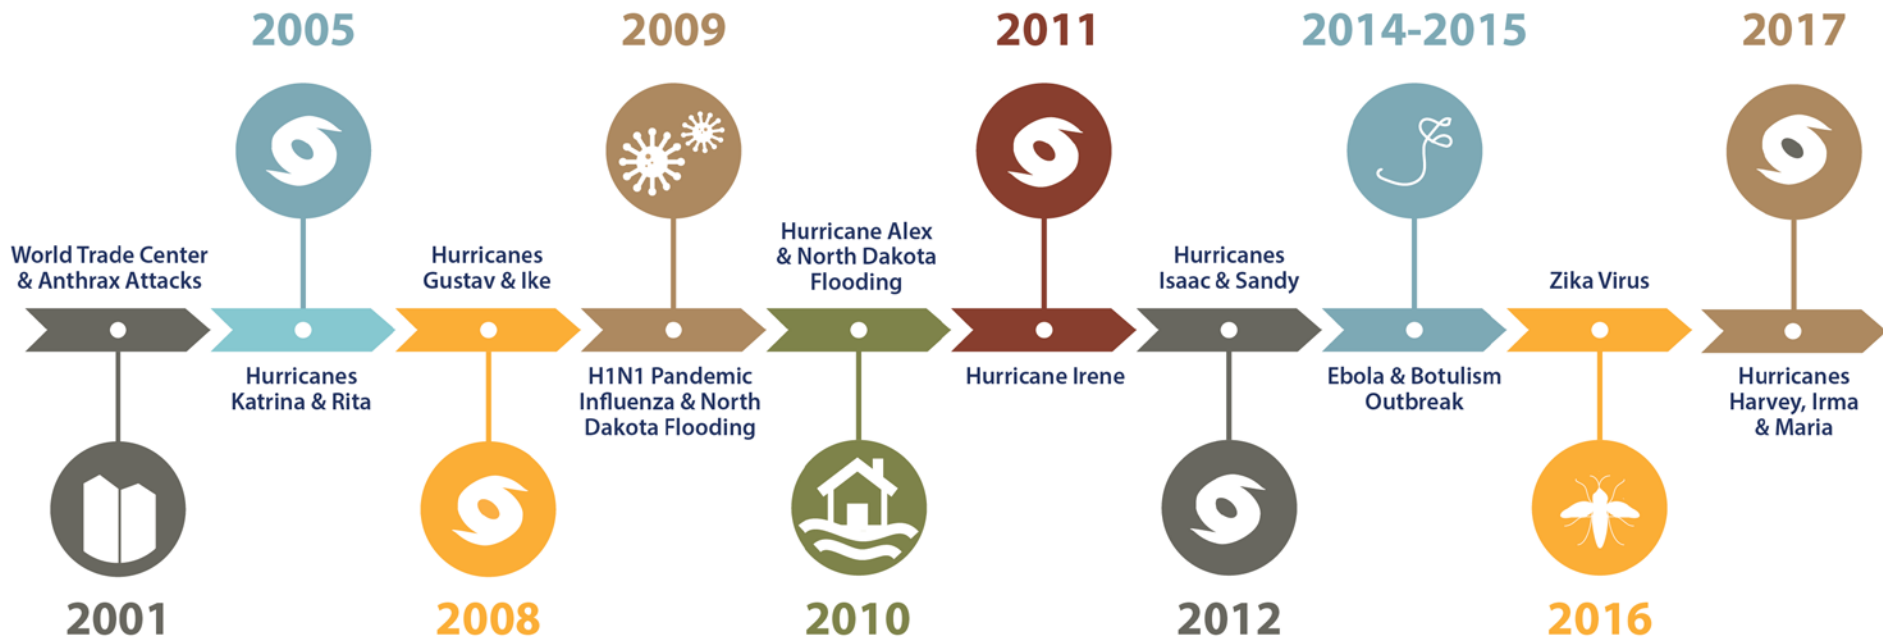 2005
2009
2011
2014-2015
2017
World Trade Center
& Anthrax Attacks
Hurricanes
Gustav & Ike
Hurricane Alex
& North Dakota
Flooding
Hurricanes
Isaac & Sandy
Zika Virus
Hurricanes
Katrina & Rita
H1N1 Pandemic
Influenza & North
Dakota Flooding
Hurricane Irene
Ebola & Botulism
Outbreak
Hurricanes
Harvey, Irma
& Maria
2001
2008
2010
2012
2016